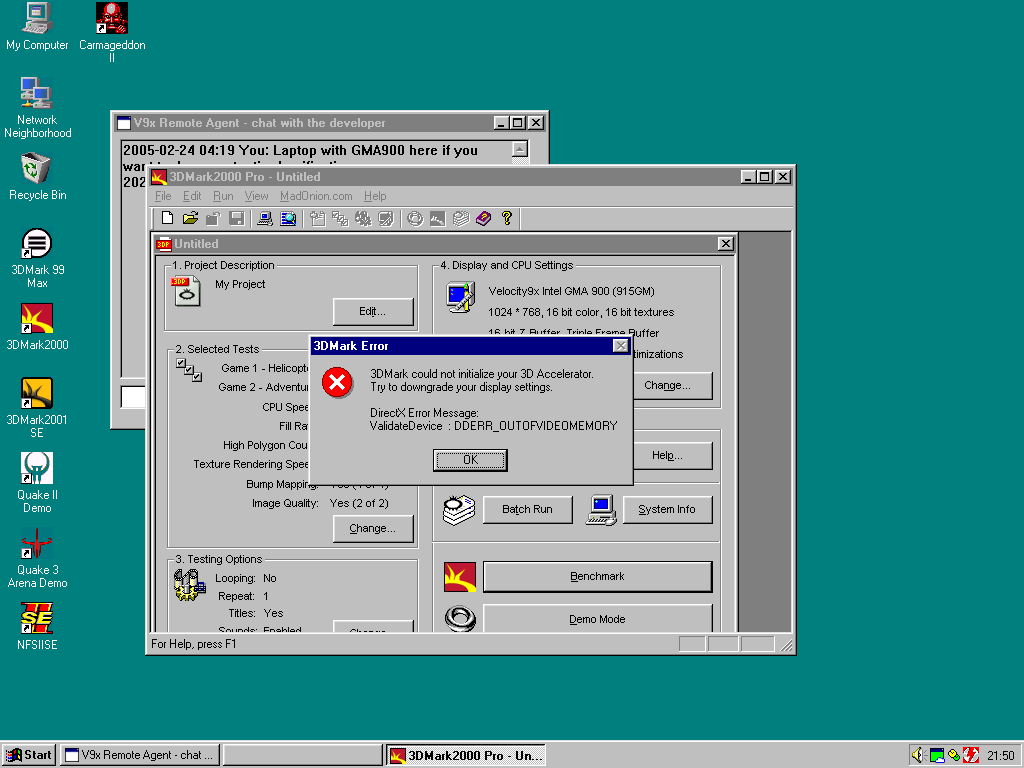 My Computer
Carmageddon
II
Network
Neighborhood
Recycle Bin
3DMark 99
Max
3DMark2000
3DMark2001
SE
Quake II
Demo
Quake 3
Arena Demo
NFSIISE
V9x Remote Agent - chat with the developer
2005-02-24 04:19 You: Laptop with GMA900 here if you
3DMark2000 Pro - Untitled
File Edit Run View MadOnion.com Help
Untitled
1. Project Description
My Project
Edit...
2. Selected Tests
Game 1 - Helicopt
Game 2 - Adventu
CPU Spee
Fill Ra
High Polygon Cou
Texture Rendering Spee
Bump Mapping:
Image Quality: Yes (2 of 2)
Change...
3. Testing Options
Looping: No
Repeat: 1
Titles: Yes
Sounds: Enabled
Change...
4. Display and CPU Settings
Velocity9x Intel GMA 900 (915GM)
1024 * 768, 16 bit color, 16 bit textures
16 bit Z-Buffer, Triple Frame Buffer
timizations
Change...
Help...
Batch Run
System Info
Benchmark
Demo Mode
3DMark Error
3DMark could not initialize your 3D Accelerator.
Try to downgrade your display settings.
DirectX Error Message:
ValidateDevice : DDERR_OUTOFVIDEOMEMORY
OK
For Help, press F1
Start
V9x Remote Agent - chat ...
3DMark2000 Pro - Un...
21:50